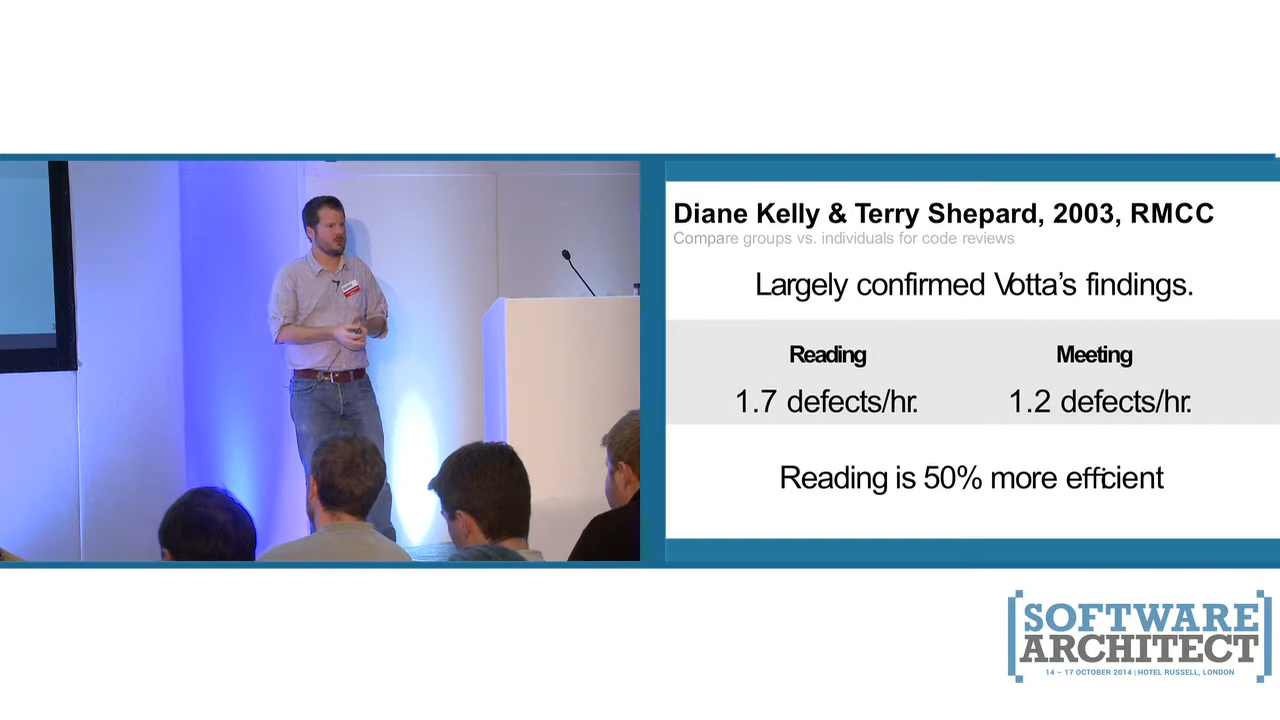 Diane Kelly & Terry Shepard, 2003, RMCC
Compare groups vs. individuals for code reviews
Largely confirmed Votta's findings.
Reading Meeting
1.7 defects/hr. 1.2 defects/hr.
Reading is 50% more efficient
SOFTWARE
ARCHITECT
14 – 17 OCTOBER 2014 | HOTEL RUSSELL, LONDON